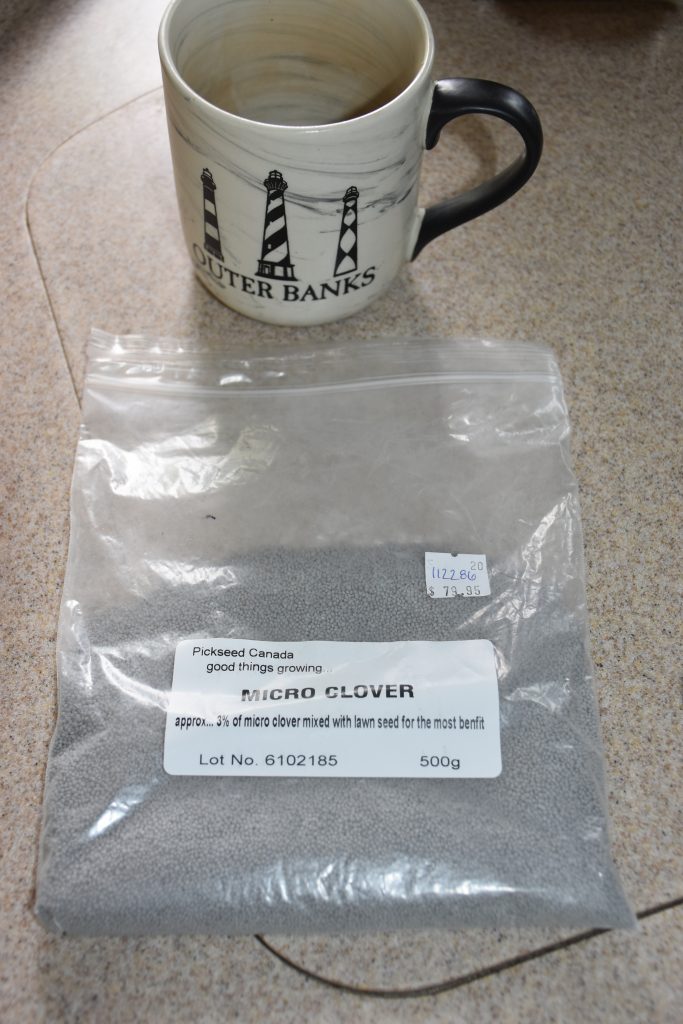 OUTER BANKS
20
112286
$ 79.95
Pickseed Canada
good things growing...
MICRO CLOVER
approx... 3% of micro clover mixed with lawn seed for the most benfit
Lot No. 6102185 500g